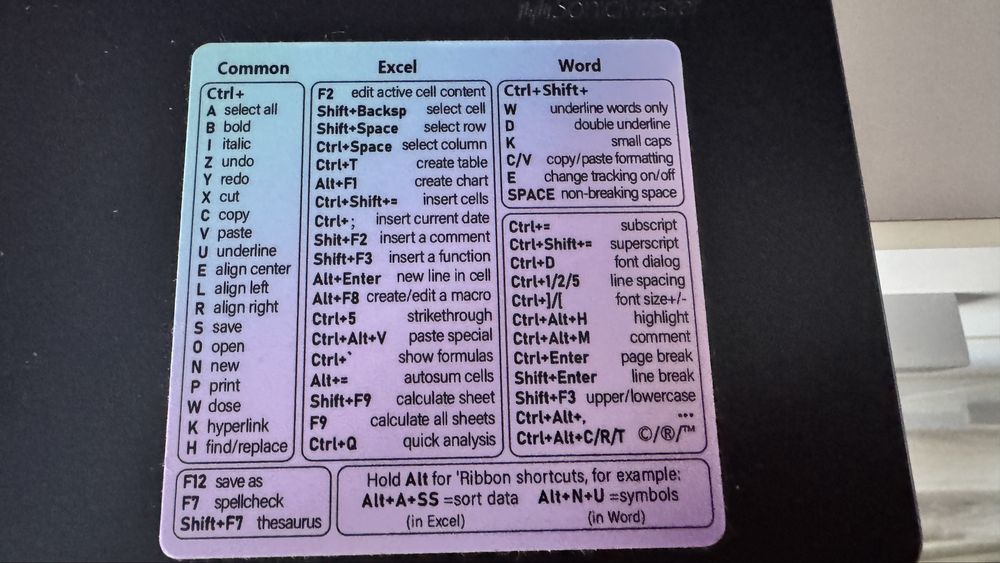 SonicMaster
Common
Ctrl+
A select all
B bold
I italic
Z undo
Y redo
X cut
C copy
V paste
U underline
E align center
L align left
R align right
S save
O open
N new
P print
W dose
K hyperlink
H find/replace
Excel
F2 edit active cell content
Shift+Backsp select cell
Shift+Space select row
Ctrl+Space select column
Ctrl+T create table
Alt+F1 create chart
Ctrl+Shift+= insert cells
Ctrl+; insert current date
Shit+F2 insert a comment
Shift+F3 insert a function
Alt+Enter new line in cell
Alt+F8 create/edit a macro
Ctrl+5 strikethrough
Ctrl+Alt+V paste special
Ctrl+` show formulas
Alt+= autosum cells
Shift+F9 calculate sheet
F9 calculate all sheets
Ctrl+Q quick analysis
Word
Ctrl+Shift+
W underline words only
D double underline
K small caps
C/V copy/paste formatting
E change tracking on/off
SPACE non-breaking space
Ctrl+= subscript
Ctrl+Shift+= superscript
Ctrl+D font dialog
Ctrl+1/2/5 line spacing
Ctrl+]/[ font size+/-
Ctrl+Alt+H highlight
Ctrl+Alt+M comment
Ctrl+Enter page break
Shift+Enter line break
Shift+F3 upper/lowercase
Ctrl+Alt+, ...
Ctrl+Alt+C/R/T ©/®/™
F12 save as
F7 spellcheck
Shift+F7 thesaurus
Hold Alt for 'Ribbon shortcuts, for example:
Alt+A+SS =sort data Alt+N+U =symbols
(in Excel) (in Word)